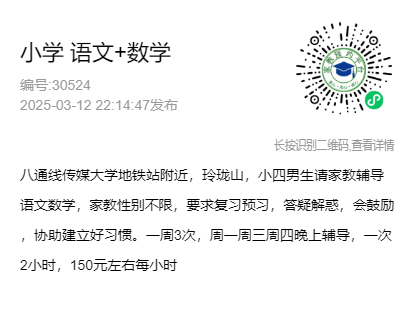 小学 语文+数学
编号:30524
2025-03-12 22:14:47发布
长按识别二维码,查看详情
八通线传媒大学地铁站附近，玲珑山，小四男生请家教辅导
语文数学，家教性别不限，要求复习预习，答疑解惑，会鼓励
，协助建立好习惯。一周3次，周一周三周四晚上辅导，一次
2小时，150元左右每小时